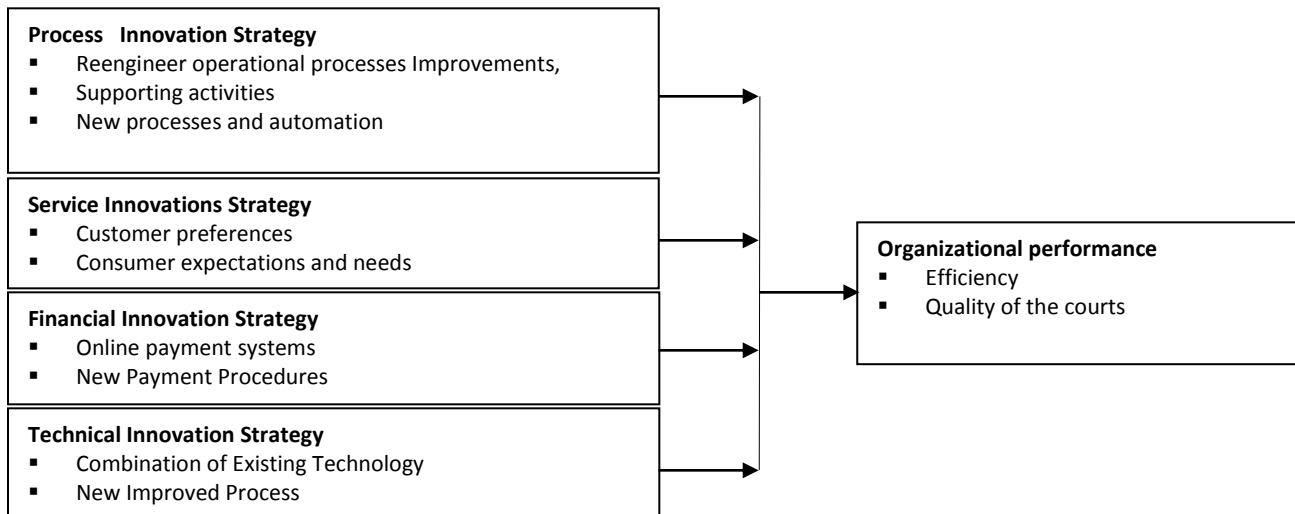 Process Innovation Strategy
▪ Reengineer operational processes Improvements,
▪ Supporting activities
▪ New processes and automation
Service Innovations Strategy
▪ Customer preferences
▪ Consumer expectations and needs
Financial Innovation Strategy
▪ Online payment systems
▪ New Payment Procedures
Technical Innovation Strategy
▪ Combination of Existing Technology
▪ New Improved Process
Organizational performance
▪ Efficiency
▪ Quality of the courts